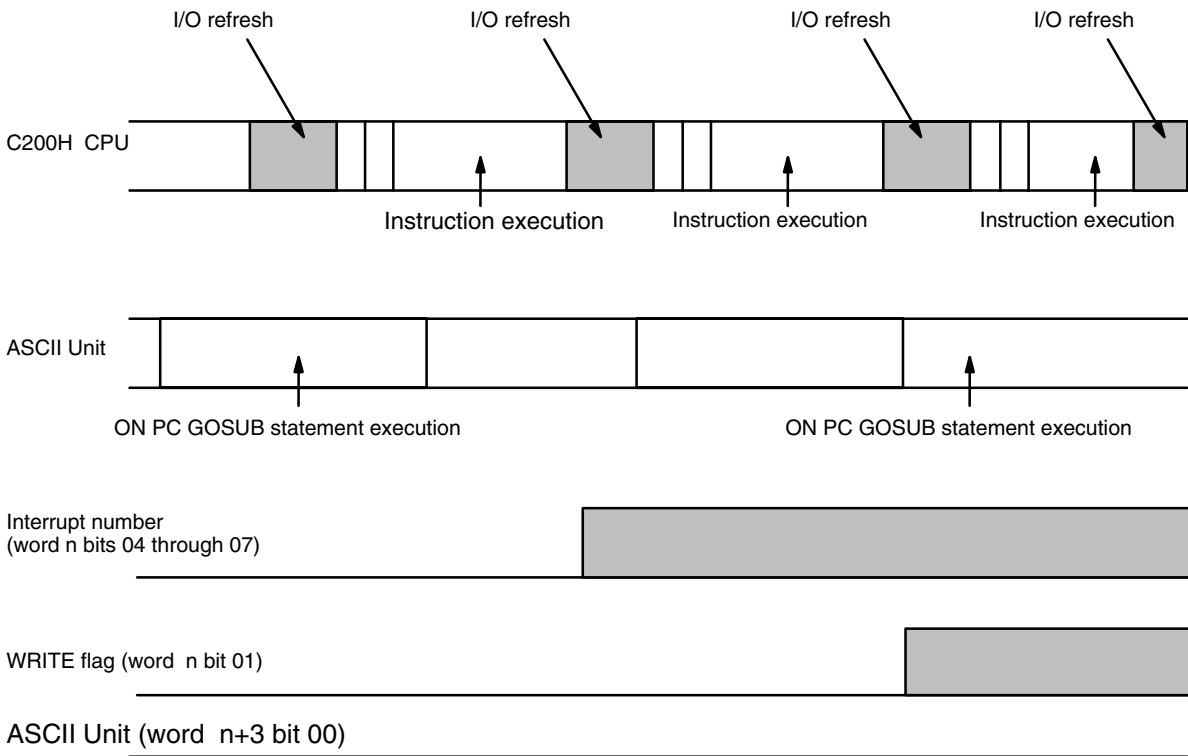 I/O refresh
I/O refresh
I/O refresh
I/O refresh
C200H CPU
Instruction execution
Instruction execution
Instruction execution
ASCII Unit
ON PC GOSUB statement execution
ON PC GOSUB statement execution
Interrupt number
(word n bits 04 through 07)
WRITE flag (word n bit 01)
ASCII Unit (word n+3 bit 00)